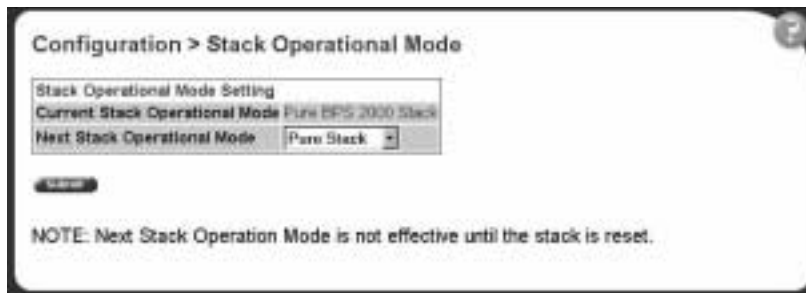 Configuration > Stack Operational Mode
Stack Operational Mode Setting
Current Stack Operational Mode Pure BPS 2000 Stack
Next Stack Operational Mode Pure Stack
Submit
NOTE: Next Stack Operation Mode is not effective until the stack is reset.